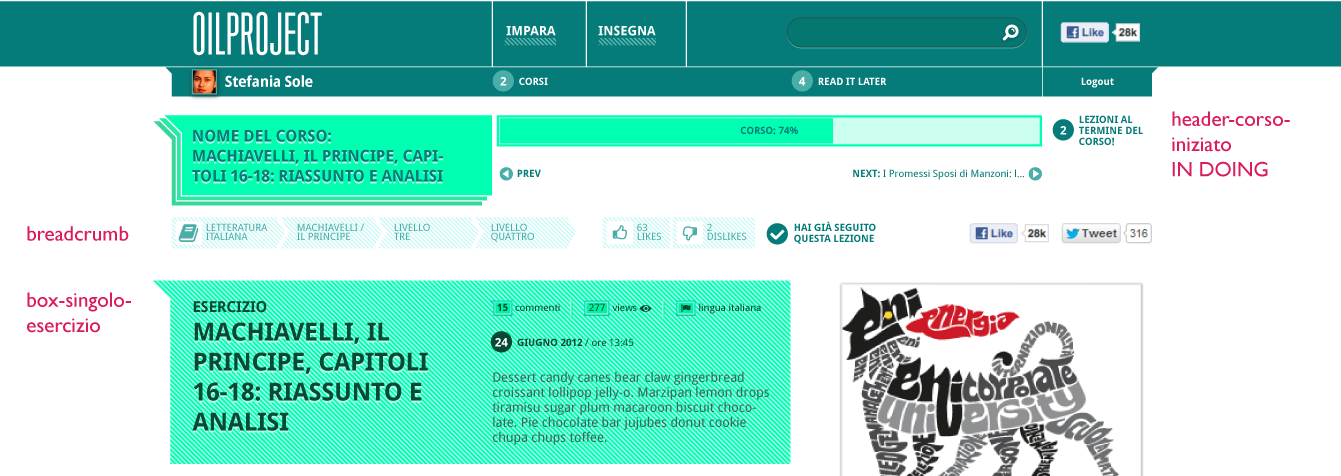 OILPROJECT
IMPARA
INSEGNA
Like
28k
Stefania Sole
2 CORSI
4 READ IT LATER
Logout
NOME DEL CORSO:
MACHIAVELLI, IL PRINCIPE, CAPI-
TOLI 16-18: RIASSUNTO E ANALISI
CORSO: 74%
2
LEZIONI AL
TERMINE DEL
CORSO!
header-corso-
iniziato
IN DOING
PREV
NEXT: I Promessi Sposi di Manzoni: l...
breadcrumb
LETTERATURA
ITALIANA
MACHIAVELLI /
IL PRINCIPE
LIVELLO
TRE
LIVELLO
QUATTRO
63
LIKES
2
DISLIKES
HAI GIÀ SEGUITO
QUESTA LEZIONE
Like
28k
Tweet
316
box-singolo-
esercizio
ESERCIZIO
MACHIAVELLI, IL
PRINCIPE, CAPITOLI
16-18: RIASSUNTO E
ANALISI
15 commenti
277 views
lingua italiana
24 GIUGNO 2012 / ore 13:45
Dessert candy canes bear claw gingerbread
croissant lollipop jelly-o. Marzipan lemon drops
tiramisu sugar plum macaroon biscuit choco-
late. Pie chocolate bar jujubes donut cookie
chupa chups toffee.
eni
energia
enicorporate
university